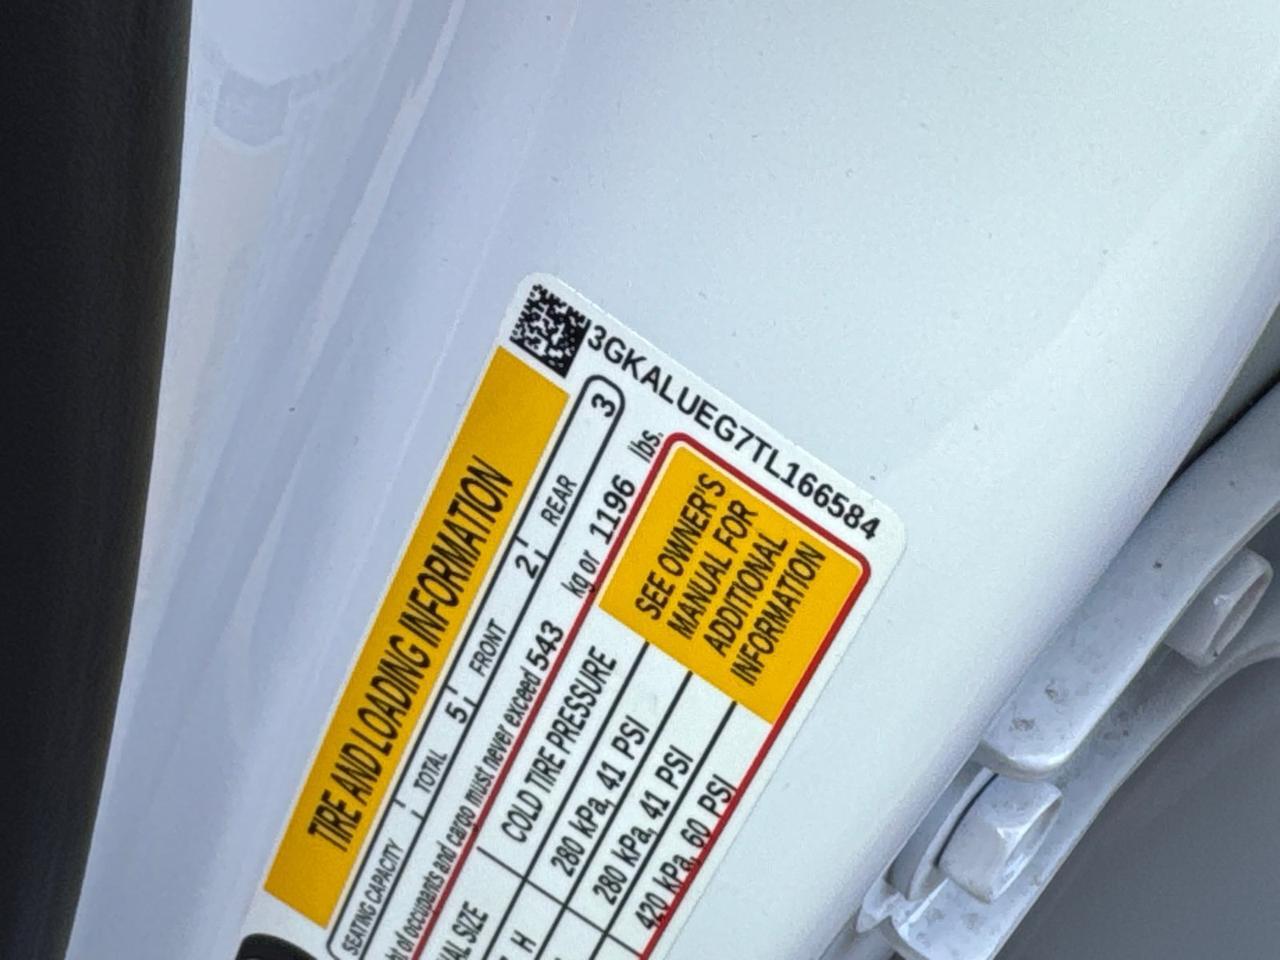 3GKALUEG7TL166584
TIRE AND LOADING INFORMATION
SEATING CAPACITY TOTAL 5 FRONT 2 REAR 3
of occupants and cargo must never exceed 543 kg or 1196 lbs.
SIZE COLD TIRE PRESSURE
H 280 kPa, 41 PSI
280 kPa, 41 PSI
420 kPa, 60 PSI
SEE OWNER'S
MANUAL FOR
ADDITIONAL
INFORMATION